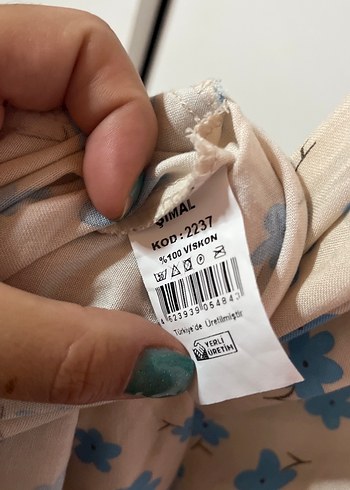 ŞIMAL
KOD : 2237
%100 VİSKON
Türkiye'de Üretilmiştir
YERLİ
ÜRETİM